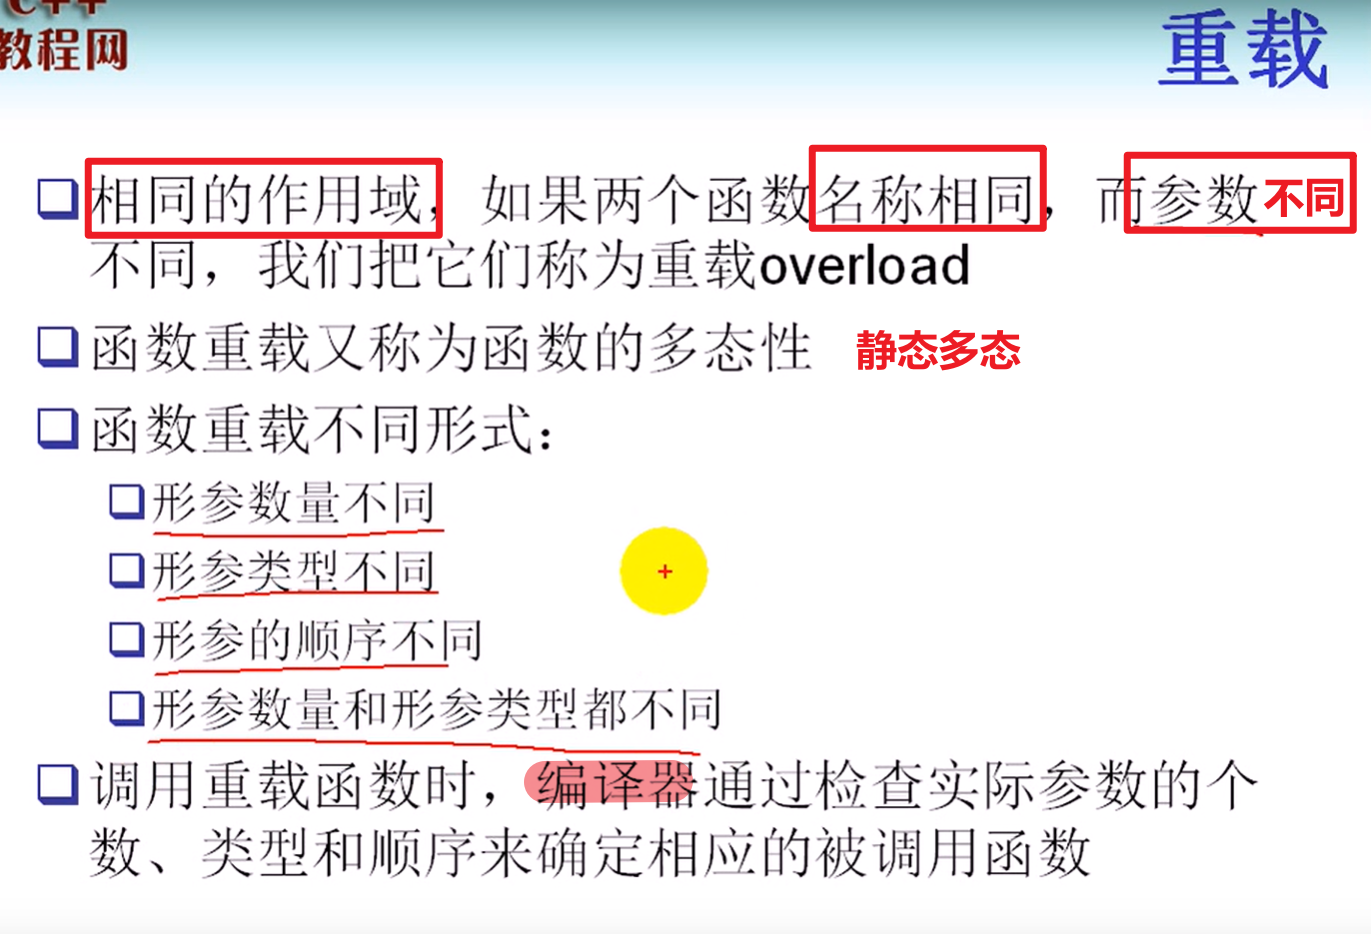 C++
教程网
重载
相同的作用域，如果两个函数名称相同，而参数 不同
不同，我们把它们称为重载overload
函数重载又称为函数的多态性 静态多态
函数重载不同形式：
形参数量不同
形参类型不同
形参的顺序不同
形参数量和形参类型都不同
调用重载函数时，编译器通过检查实际参数的个
数、类型和顺序来确定相应的被调用函数